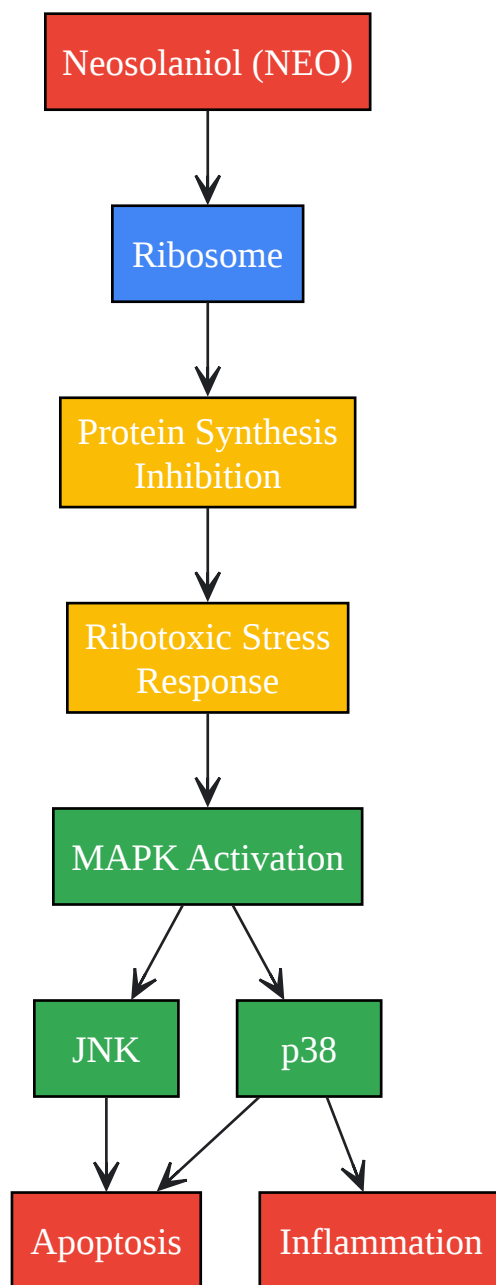 Neosolaniol (NEO)
Ribosome
Protein Synthesis
Inhibition
Ribotoxic Stress
Response
MAPK Activation
JNK
p38
Apoptosis
Inflammation